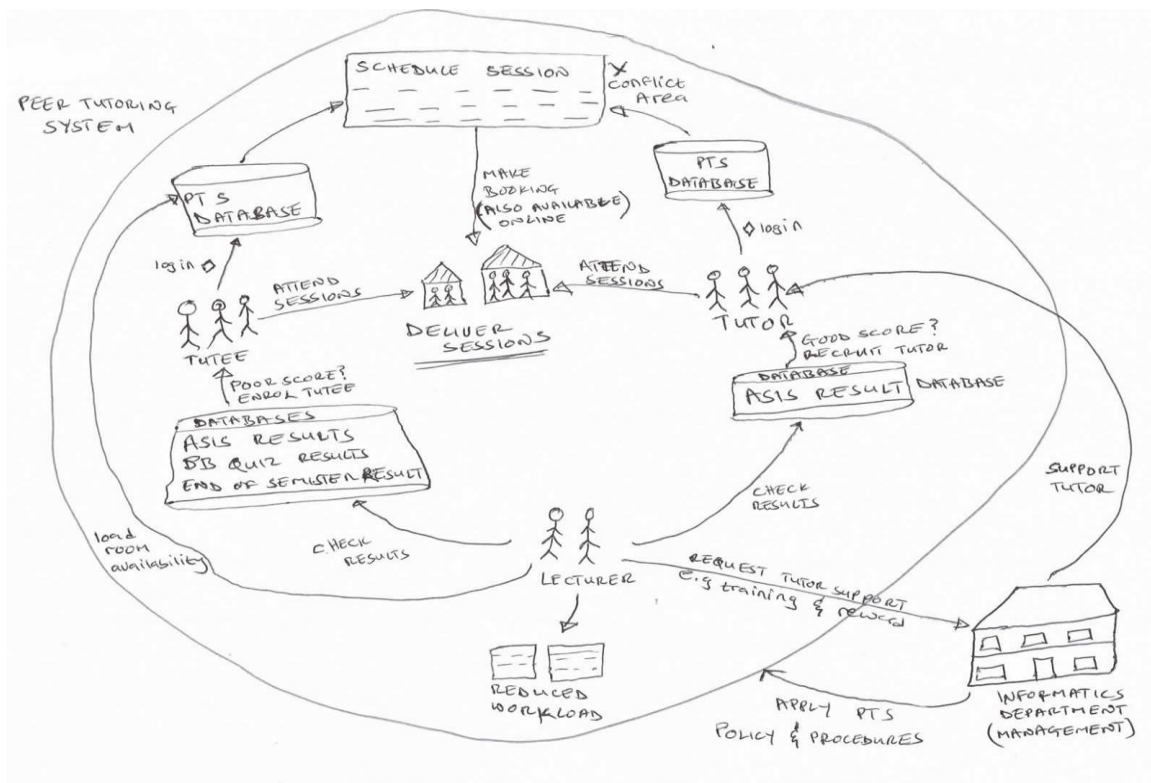 SCHEDULE SESSION
X
Conflict
Area
PEER TUTORING
SYSTEM
PTS
DATABASE
PTS
DATABASE
MAKE
BOOKING
(ALSO AVAILABLE)
ONLINE
login
login
ATTEND
SESSIONS
ATTEND
SESSIONS
TUTEE
DELIVER
SESSIONS
TUTOR
GOOD SCORE?
RECRUIT TUTOR
POOR SCORE?
ENROL TUTEE
DATABASE
ASIS RESULT
DATABASE
DATABASES
ASIS RESULTS
BB QUIZ RESULTS
END OF SEMISTER RESULT
SUPPORT
TUTOR
CHECK
RESULTS
load
room
availability
CHECK
RESULTS
LECTURER
REQUEST TUTOR SUPPORT
e.g training & reward
REDUCED
WORKLOAD
APPLY PTS
POLICY & PROCEDURES
INFORMATICS
DEPARTMENT
(MANAGEMENT)